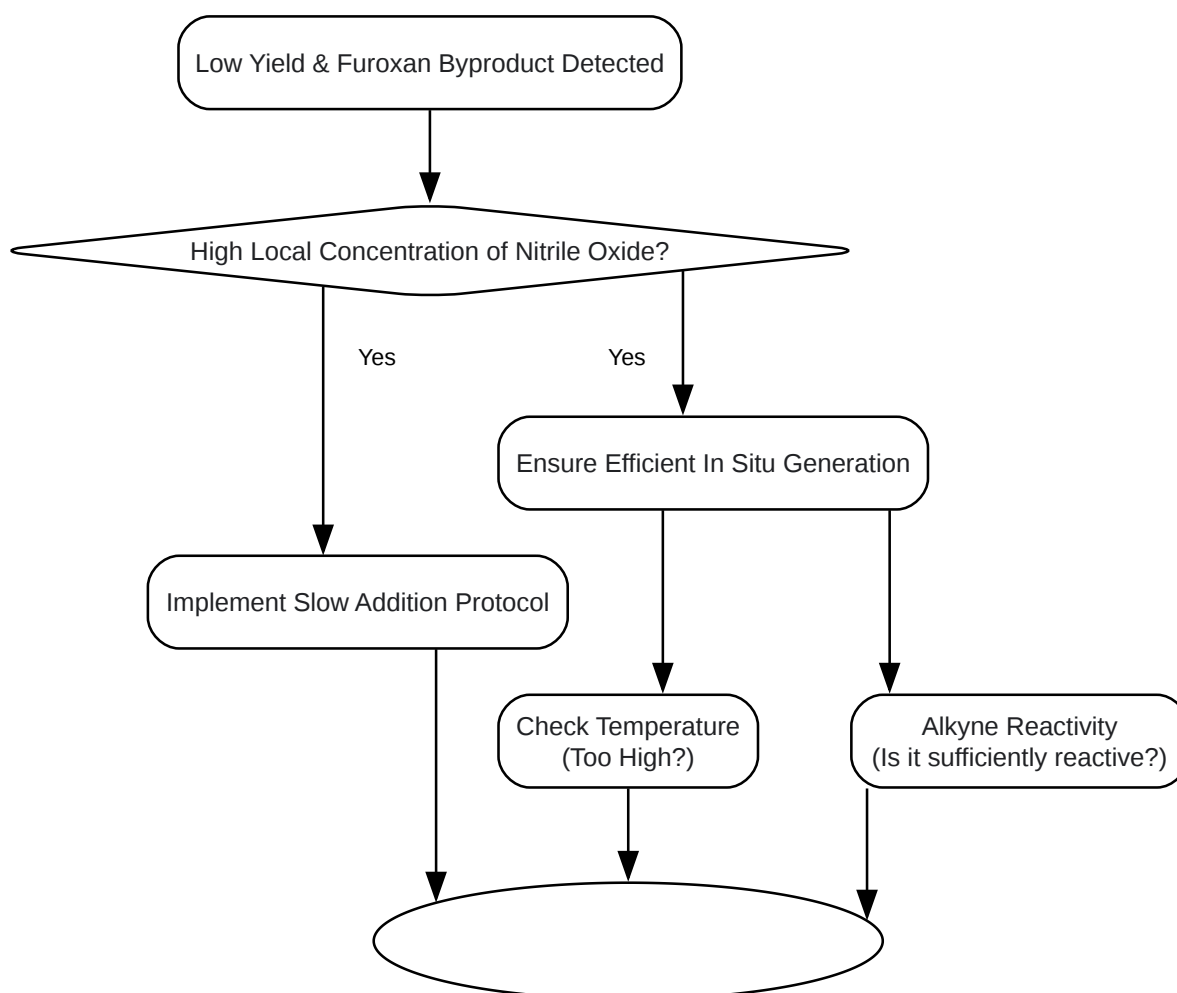 Low Yield & Furoxan Byproduct Detected
High Local Concentration of Nitrile Oxide?
Yes
Yes
Ensure Efficient In Situ Generation
Implement Slow Addition Protocol
Check Temperature
(Too High?)
Alkyne Reactivity
(Is it sufficiently reactive?)